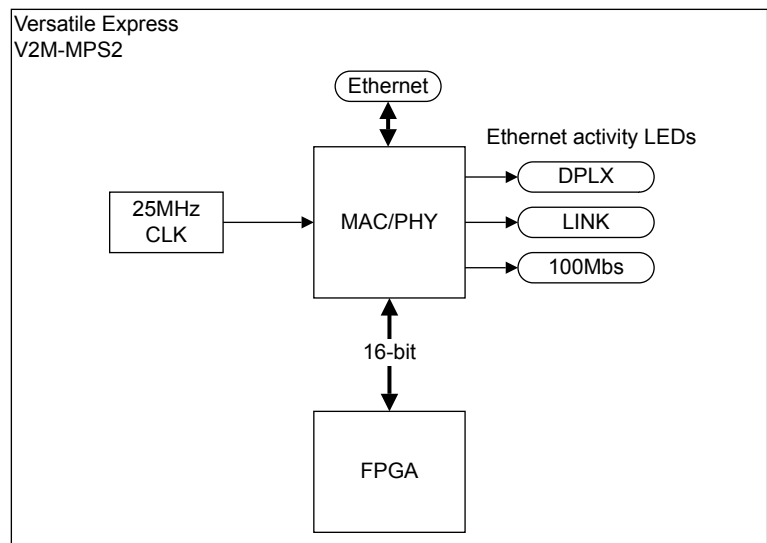 Versatile Express
V2M-MPS2
Ethernet
Ethernet activity LEDs
DPLX
25MHz
CLK
MAC/PHY
LINK
100Mbs
16-bit
FPGA